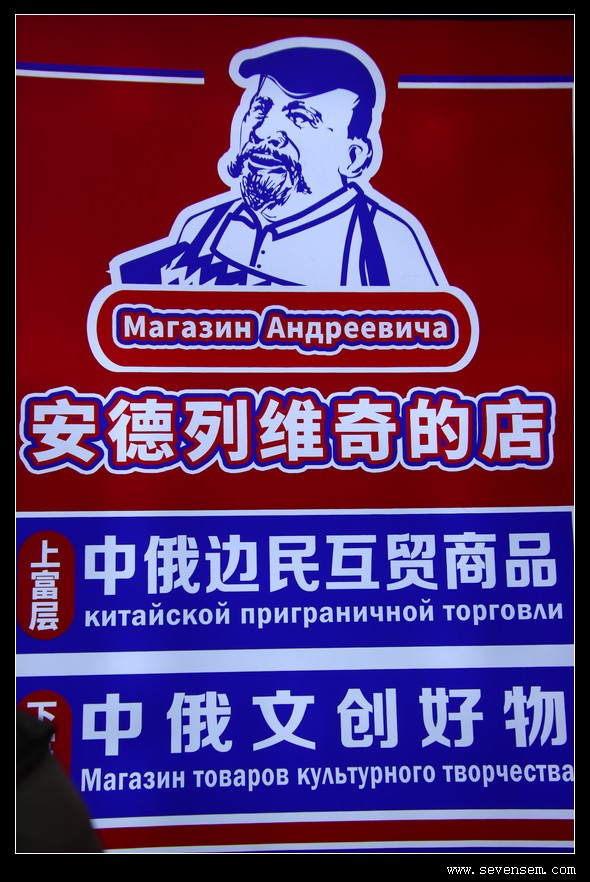 Магазин Андреевича
安德列维奇的店
上富层
中俄边民互贸商品
китайской приграничной торговли
下
中俄文创好物
Магазин товаров культурного творчества
www.sevensem.com